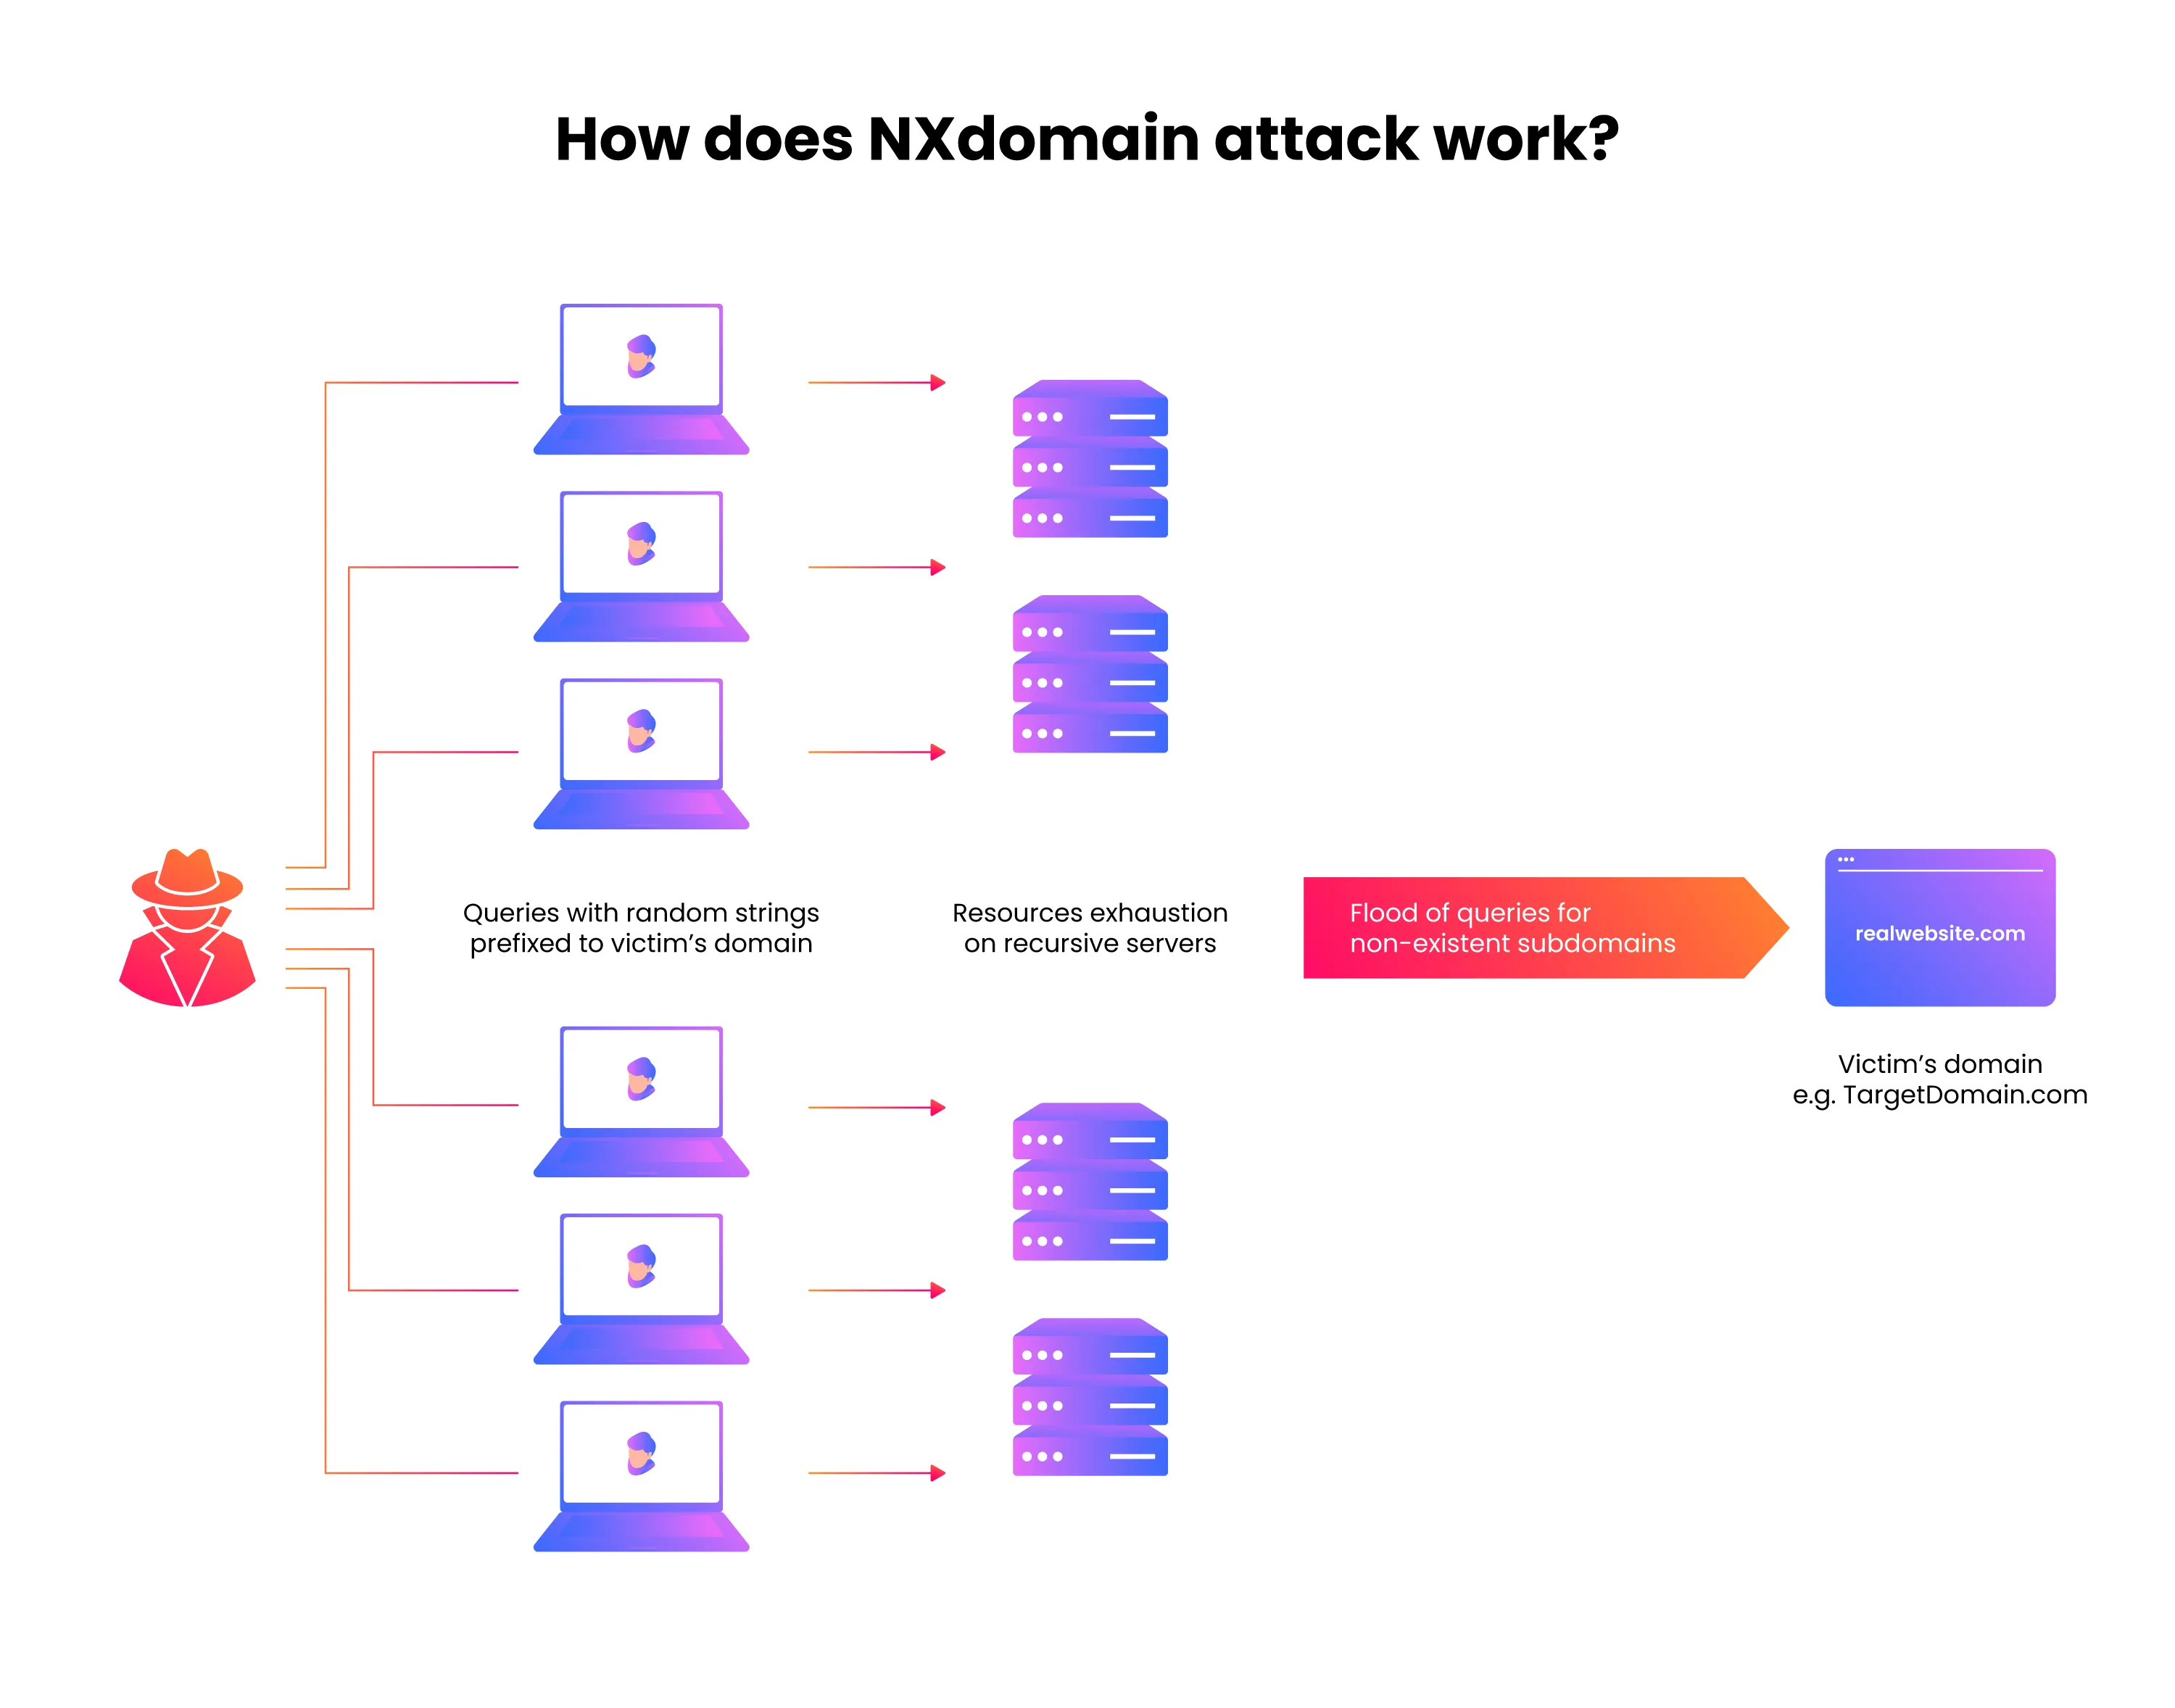 How does NXdomain attack work?
Queries with random strings
prefixed to victim’s domain
Resources exhaustion
on recursive servers
Flood of queries for
non-existent subdomains
realwebsite.com
Victim’s domain
e.g. TargetDomain.com